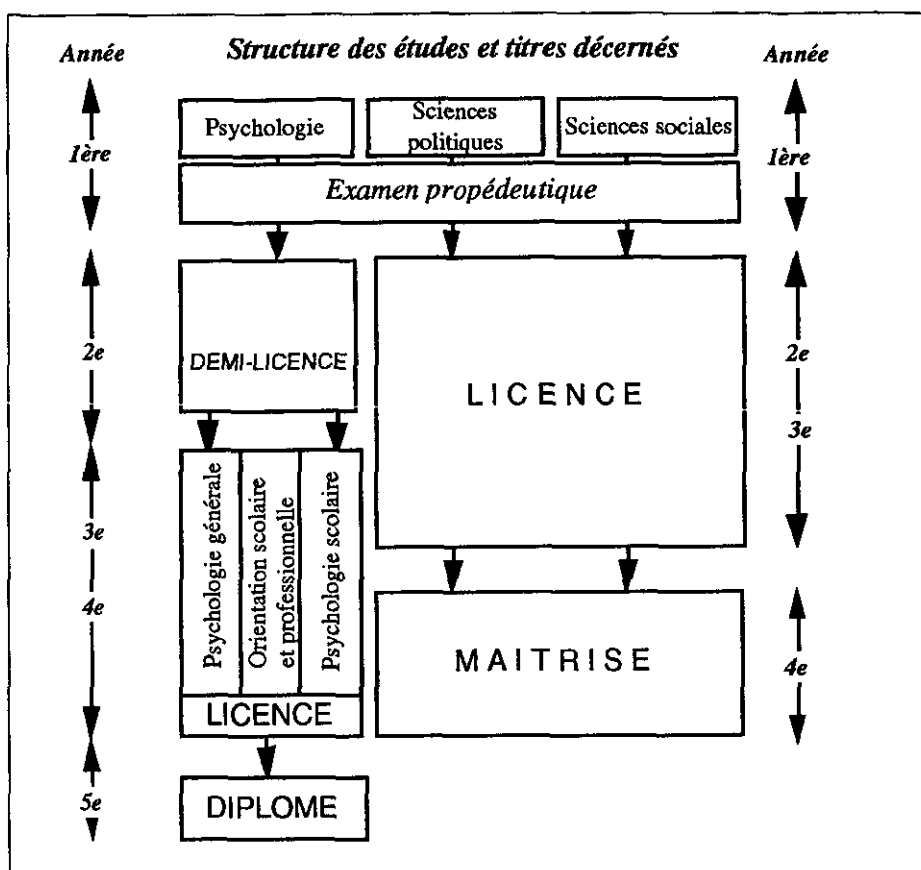 Année
Structure des études et titres décernés
Année
Psychologie
Sciences
politiques
Sciences sociales
1ère
1ère
Examen propédeutique
2e
DEMI-LICENCE
LICENCE
2e
3e
3e
4e
Psychologie générale
Orientation scolaire
et professionnelle
Psychologie scolaire
MAITRISE
4e
LICENCE
5e
DIPLOME